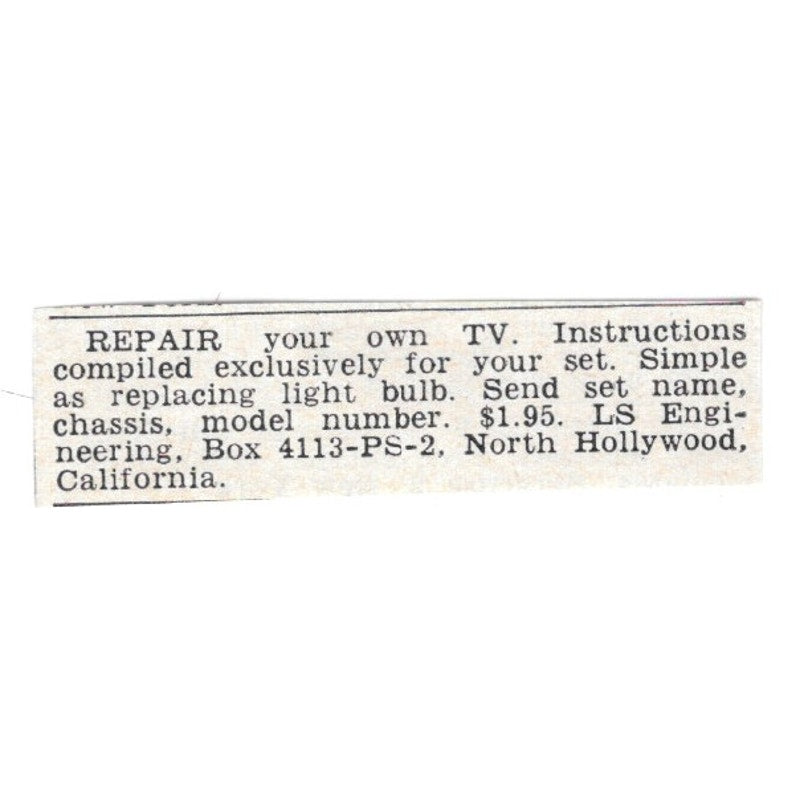 REPAIR your own TV. Instructions
compiled exclusively for your set. Simple
as replacing light bulb. Send set name,
chassis, model number. $1.95. LS Engi-
neering, Box 4113-PS-2, North Hollywood,
California.